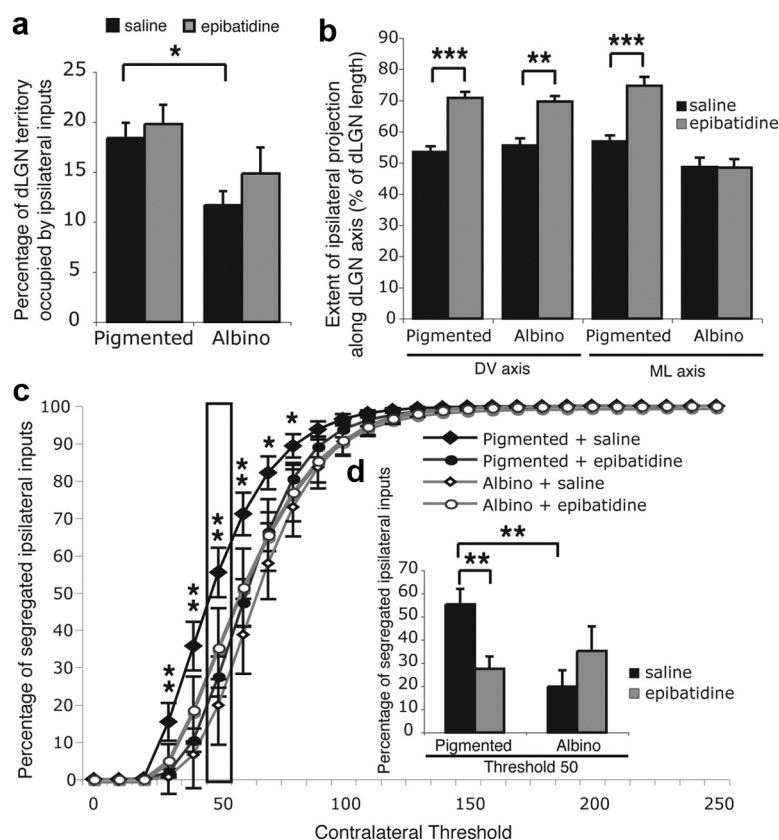 a
saline epibatidine
*
Percentage of dLGN territory
occupied by ipsilateral inputs
25
20
15
10
5
0
Pigmented Albino
b
*** ** ***
saline
epibatidine
Extent of ipsilateral projection
along dLGN axis (% of dLGN length)
90
80
70
60
50
40
30
20
10
0
Pigmented Albino Pigmented Albino
DV axis ML axis
c
Percentage of segregated ipsilateral inputs
100
90
80
70
60
50
40
30
20
10
0
** ** ** ** * *
0 50 100 150 200 250
Contralateral Threshold
Pigmented + saline
Pigmented + epibatidine
Albino + saline
Albino + epibatidine
d
Percentage of segregated ipsilateral inputs
70
60
50
40
30
20
10
0
** **
saline
epibatidine
Pigmented Albino
Threshold 50